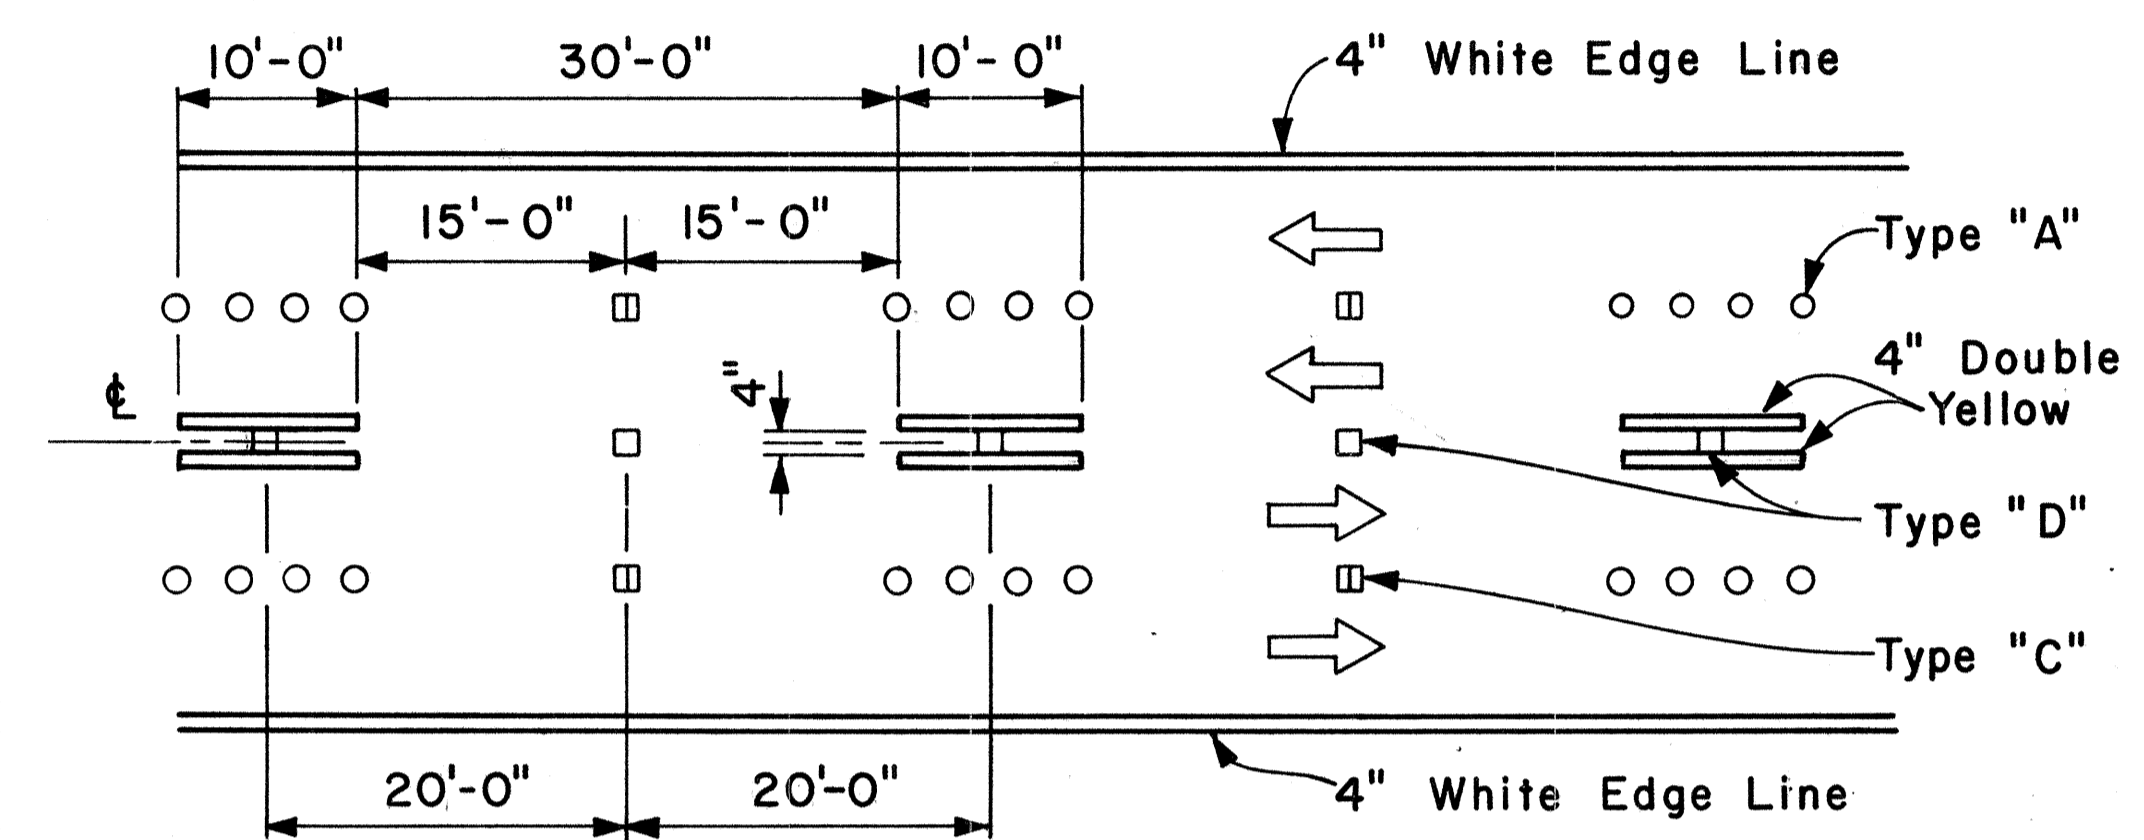 10'-0" 30'-0" 10'-0" 4" White Edge Line
15'-0" 15'-0"
Type "A"
4" Double
Yellow
℄
4"
Type "D"
Type "C"
20'-0" 20'-0" 4" White Edge Line